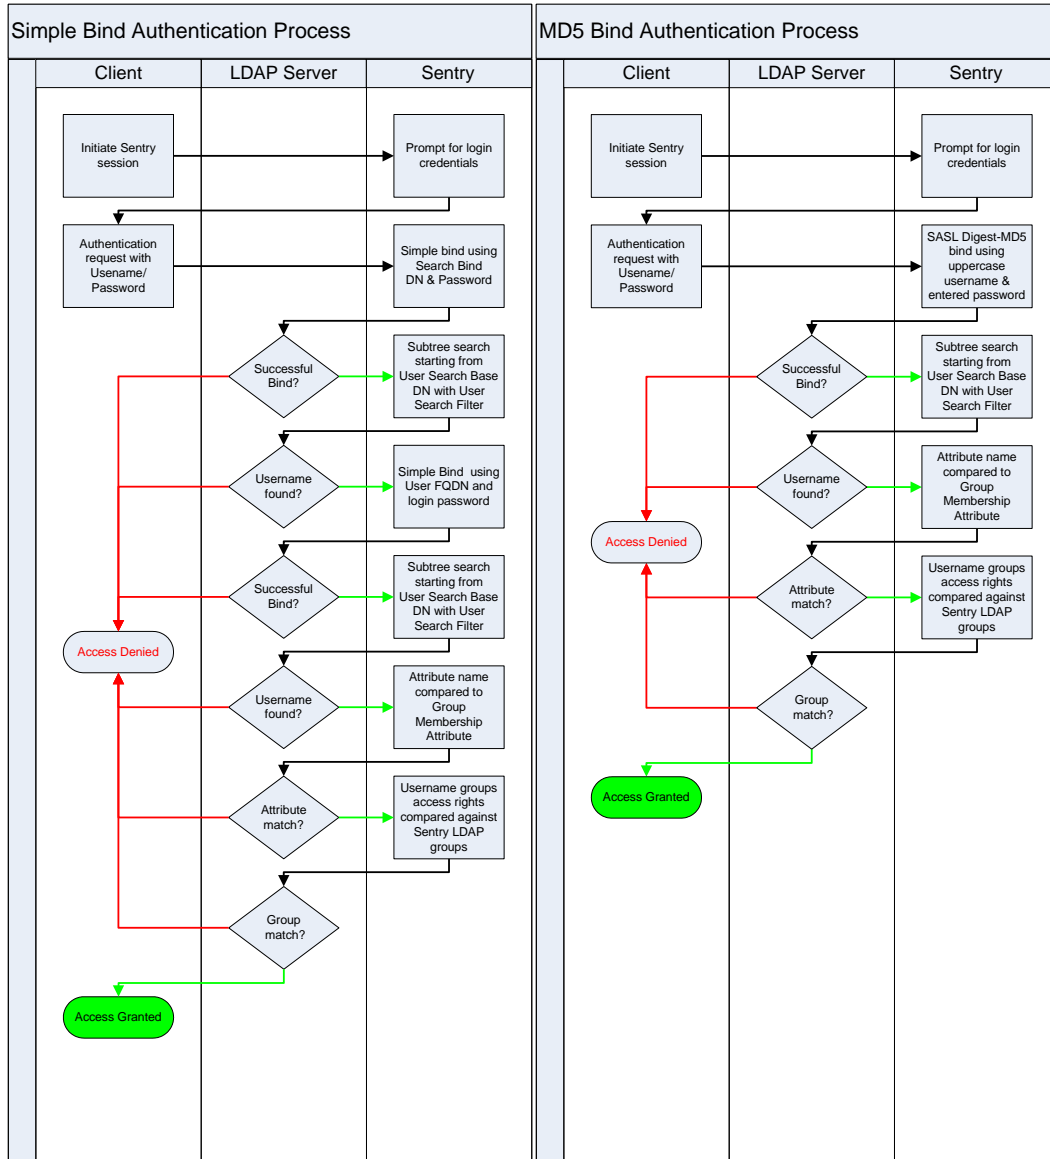 Simple Bind Authentication Process
Client
LDAP Server
Sentry
Initiate Sentry
session
Prompt for login
credentials
Authentication
request with
Usename/
Password
Simple bind using
Search Bind
DN & Password
Successful
Bind?
Subtree search
starting from
User Search Base
DN with User
Search Filter
Username
found?
Simple Bind  using
User FQDN and
login password
Successful
Bind?
Subtree search
starting from
User Search Base
DN with User
Search Filter
Access Denied
Username
found?
Attribute name
compared to
Group
Membership
Attribute
Attribute
match?
Username groups
access rights
compared against
Sentry LDAP
groups
Group
match?
Access Granted
MD5 Bind Authentication Process
Client
LDAP Server
Sentry
Initiate Sentry
session
Prompt for login
credentials
Authentication
request with
Usename/
Password
SASL Digest-MD5
bind using
uppercase
username &
entered password
Successful
Bind?
Subtree search
starting from
User Search Base
DN with User
Search Filter
Username
found?
Attribute name
compared to
Group
Membership
Attribute
Access Denied
Attribute
match?
Username groups
access rights
compared against
Sentry LDAP
groups
Group
match?
Access Granted